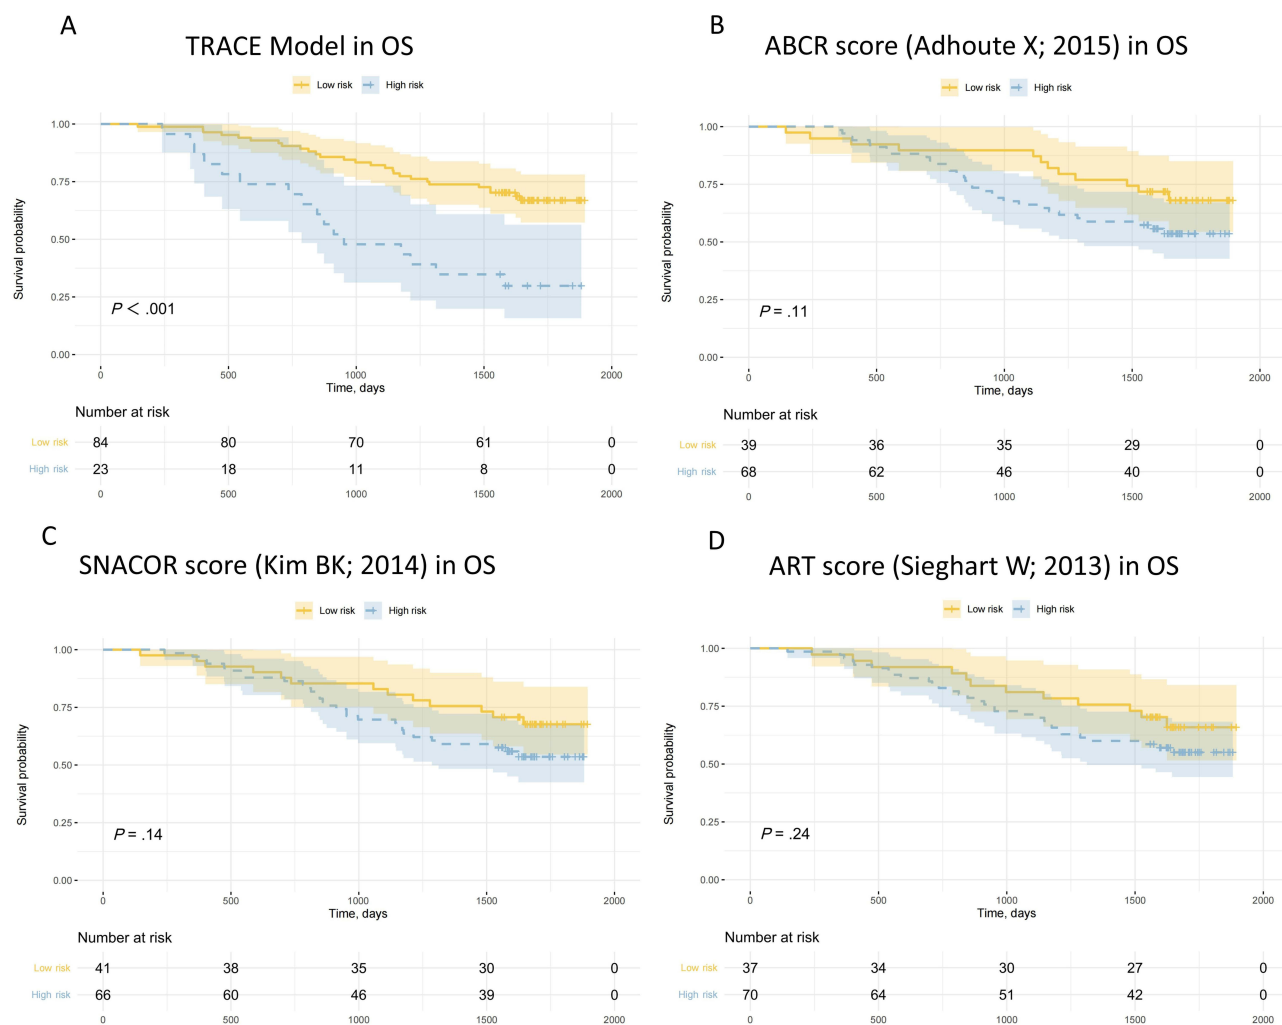 A
TRACE Model in OS
Low risk High risk
Survival probability
1.00
0.75
0.50
0.25
0.00
P < .001
0 500 1000 1500 2000
Time, days
Number at risk
Low risk 84 80 70 61 0
High risk 23 18 11 8 0
0 500 1000 1500 2000
B
ABCR score (Adhoute X; 2015) in OS
Low risk High risk
Survival probability
1.00
0.75
0.50
0.25
0.00
P = .11
0 500 1000 1500 2000
Time, days
Number at risk
Low risk 39 36 35 29 0
High risk 68 62 46 40 0
0 500 1000 1500 2000
C
SNACOR score (Kim BK; 2014) in OS
Low risk High risk
Survival probability
1.00
0.75
0.50
0.25
0.00
P = .14
0 500 1000 1500 2000
Time, days
Number at risk
Low risk 41 38 35 30 0
High risk 66 60 46 39 0
0 500 1000 1500 2000
D
ART score (Sieghart W; 2013) in OS
Low risk High risk
Survival probability
1.00
0.75
0.50
0.25
0.00
P = .24
0 500 1000 1500 2000
Time, days
Number at risk
Low risk 37 34 30 27 0
High risk 70 64 51 42 0
0 500 1000 1500 2000